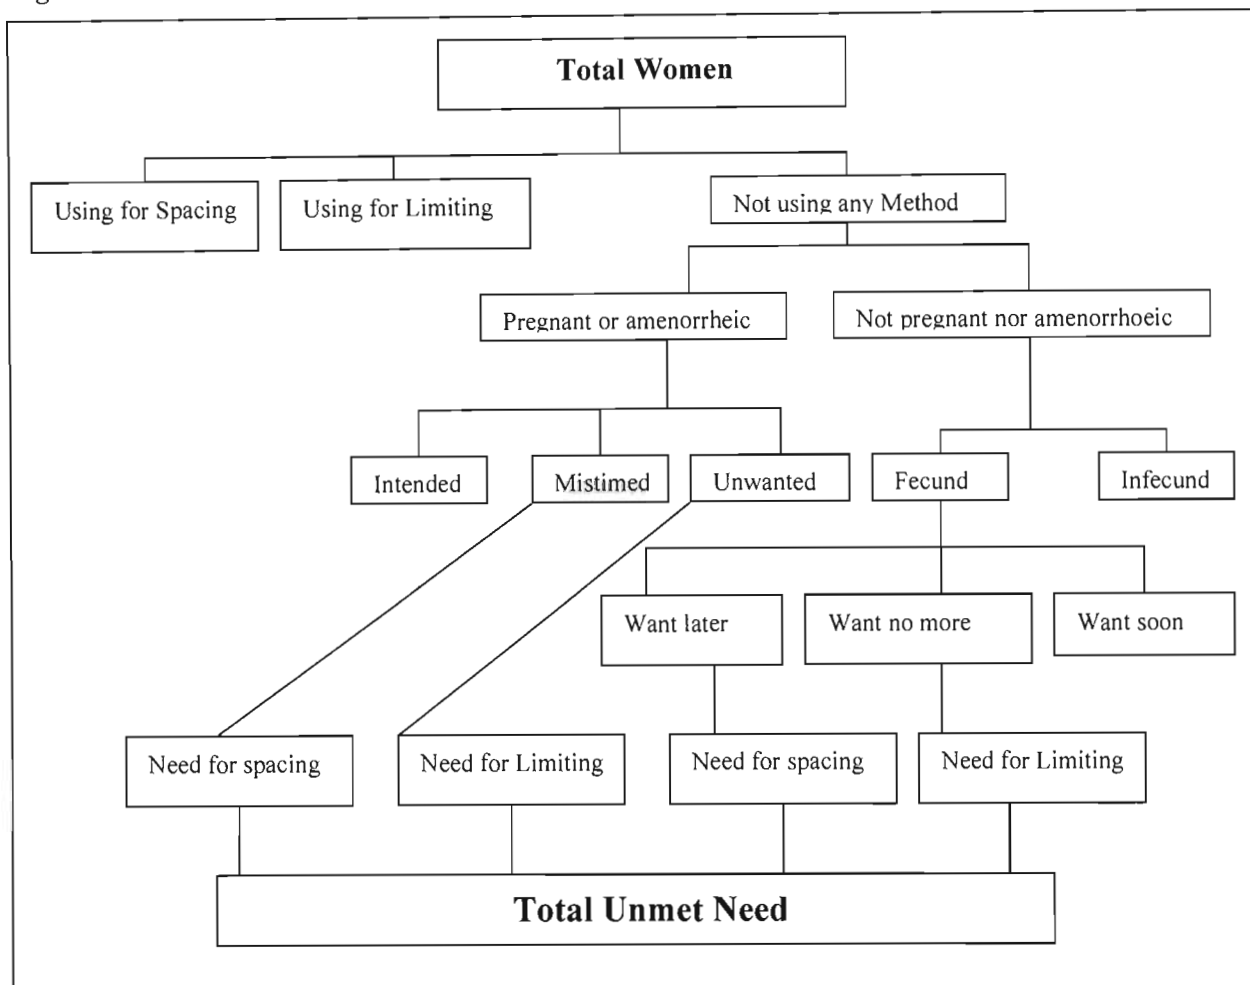 Total Women
Using for Spacing
Using for Limiting
Not using any Method
Pregnant or amenorrheic
Not pregnant nor amenorrhoeic
Intended
Mistimed
Unwanted
Fecund
Infecund
Want later
Want no more
Want soon
Need for spacing
Need for Limiting
Need for spacing
Need for Limiting
Total Unmet Need